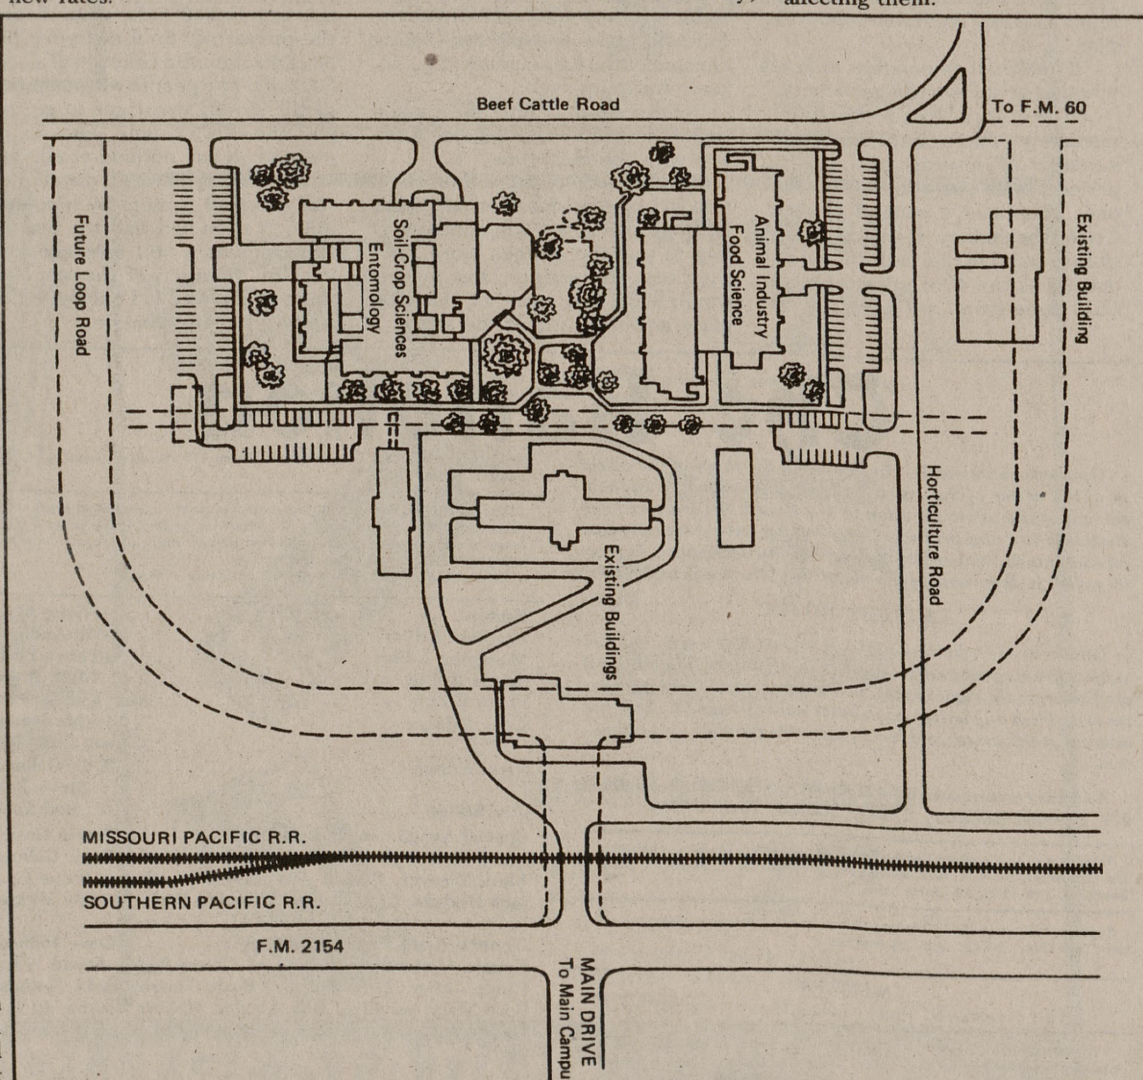 new rates.
affecting them.
Beef Cattle Road
To F.M. 60
Future Loop Road
Soil-Crop Sciences
Entomology
Animal Industry
Food Science
Existing Building
Horticulture Road
Existing Buildings
MISSOURI PACIFIC R.R.
SOUTHERN PACIFIC R.R.
F.M. 2154
MAIN DRIVE
To Main Campu